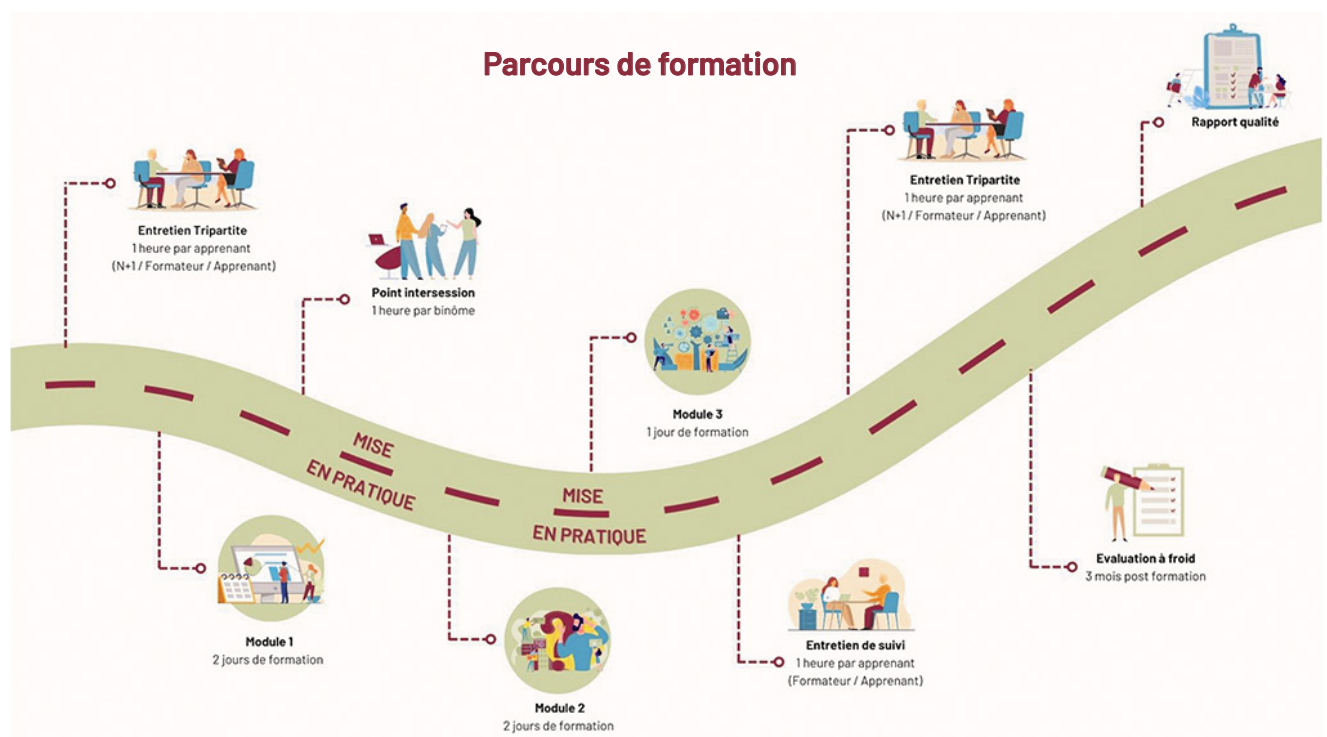 Parcours de formation
Entretien Tripartite
1 heure par apprenant
(N+1 / Formateur / Apprenant)
Module 1
2 jours de formation
Point intersession
1 heure par binôme
MISE
EN PRATIQUE
Module 2
2 jours de formation
MISE
EN PRATIQUE
Module 3
1 jour de formation
Entretien de suivi
1 heure par apprenant
(Formateur / Apprenant)
Entretien Tripartite
1 heure par apprenant
(N+1 / Formateur / Apprenant)
Evaluation à froid
3 mois post formation
Rapport qualité